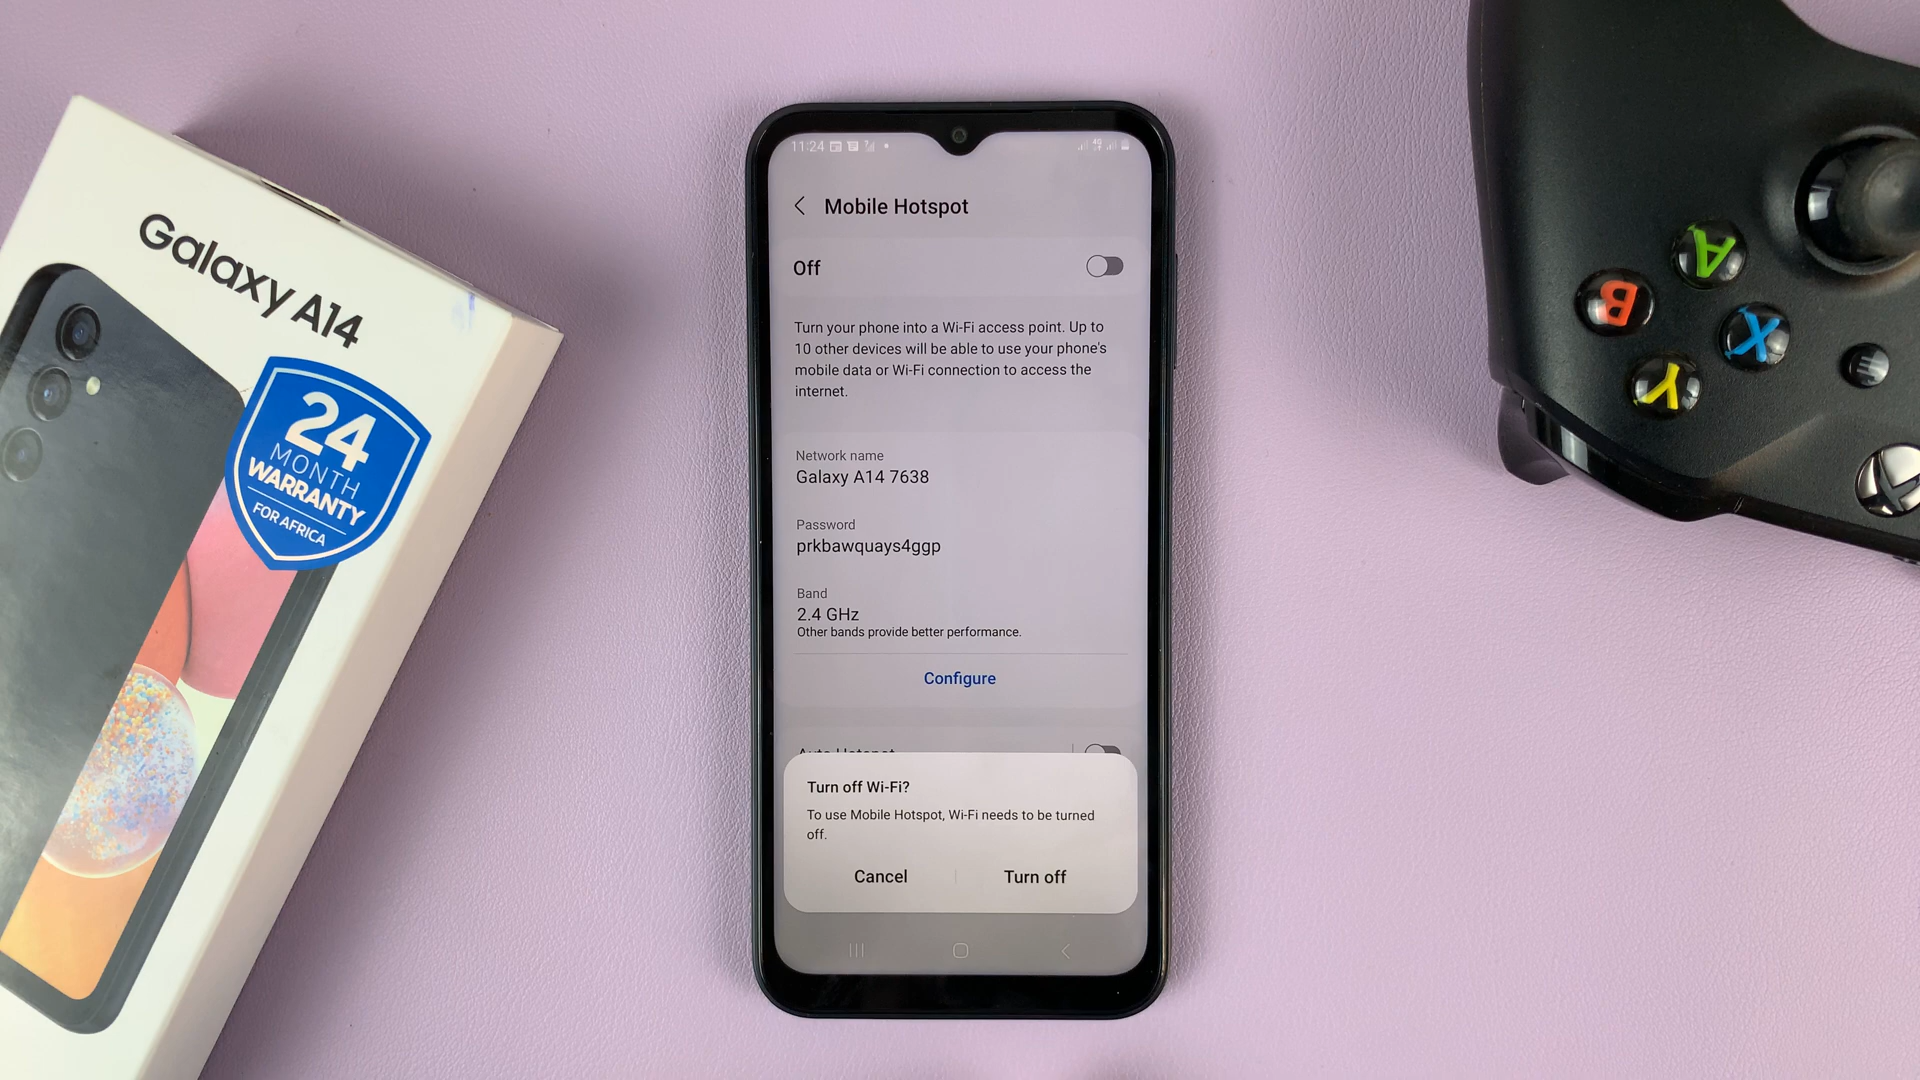 Galaxy A14
24
MONTH
WARRANTY
FOR AFRICA
11:24
4G
Mobile Hotspot
Off
Turn your phone into a Wi-Fi access point. Up to
10 other devices will be able to use your phone's
mobile data or Wi-Fi connection to access the
internet.
Network name
Galaxy A14 7638
Password
prkbawquays4ggp
Band
2.4 GHz
Other bands provide better performance.
Configure
Auto Hotspot
Turn off Wi-Fi?
To use Mobile Hotspot, Wi-Fi needs to be turned
off.
Cancel
Turn off
A
B
X
Y